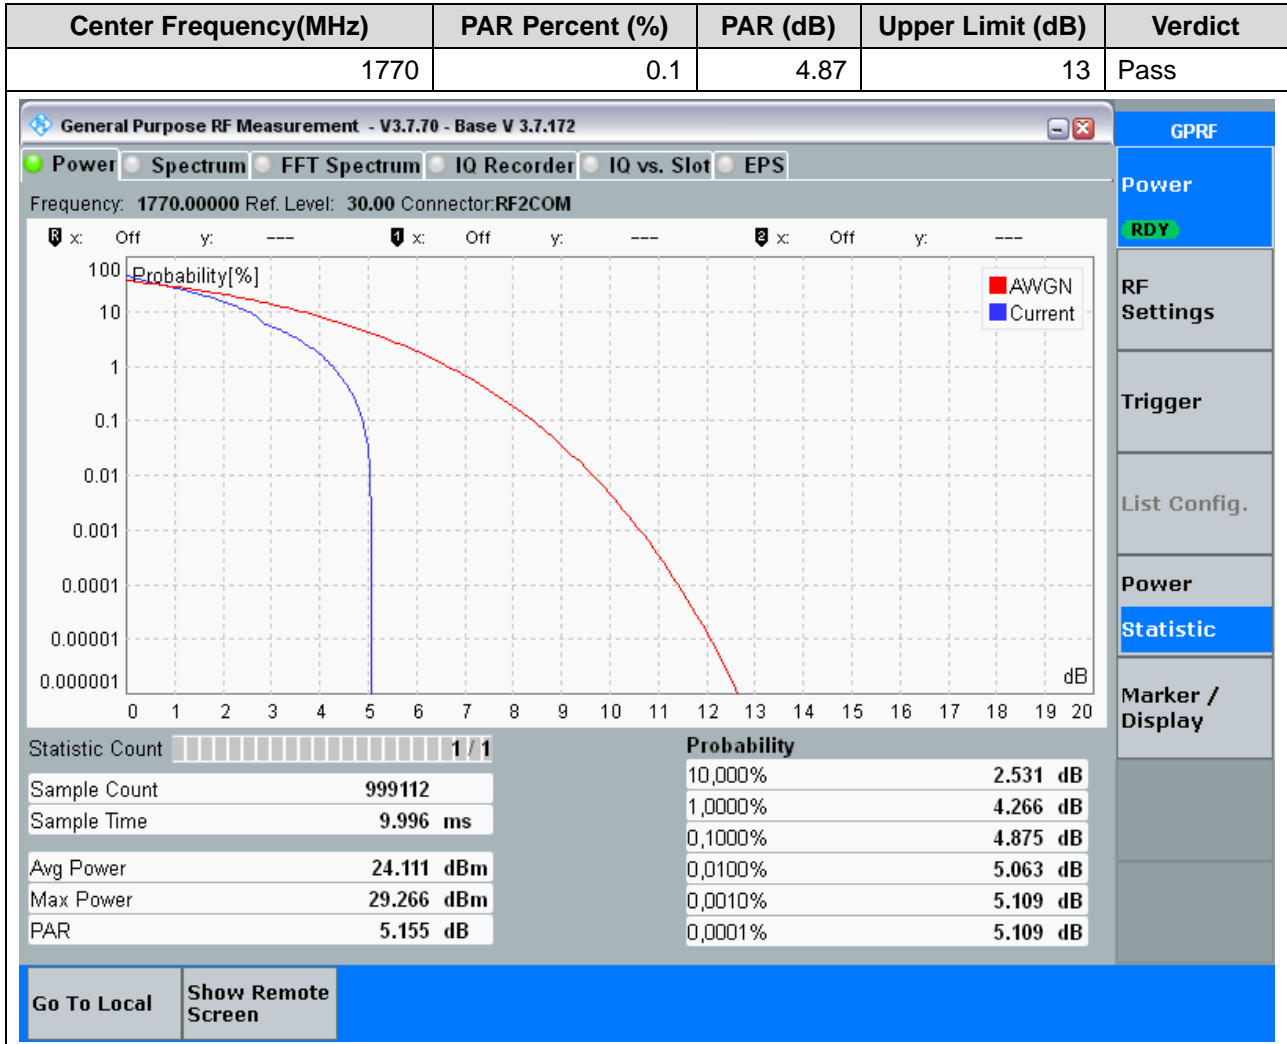 Center Frequency(MHz) PAR Percent (%) PAR (dB) Upper Limit (dB) Verdict
1770 0.1 4.87 13 Pass
General Purpose RF Measurement - V3.7.70 - Base V 3.7.172
GPRF
Power Spectrum FFT Spectrum IQ Recorder IQ vs. Slot EPS
Power
RDY
Frequency: 1770.00000 Ref. Level: 30.00 Connector:RF2COM
R x: Off y: --- 1 x: Off y: --- 2 x: Off y: ---
Probability[%]
AWGN
Current
100
10
1
0.1
0.01
0.001
0.0001
0.00001
0.000001
dB
0 1 2 3 4 5 6 7 8 9 10 11 12 13 14 15 16 17 18 19 20
RF
Settings
Trigger
List Config.
Power
Statistic
Marker /
Display
Statistic Count 1 / 1
Sample Count 999112
Sample Time 9.996 ms
Avg Power 24.111 dBm
Max Power 29.266 dBm
PAR 5.155 dB
Probability
10,000% 2.531 dB
1,0000% 4.266 dB
0,1000% 4.875 dB
0,0100% 5.063 dB
0,0010% 5.109 dB
0,0001% 5.109 dB
Go To Local
Show Remote
Screen